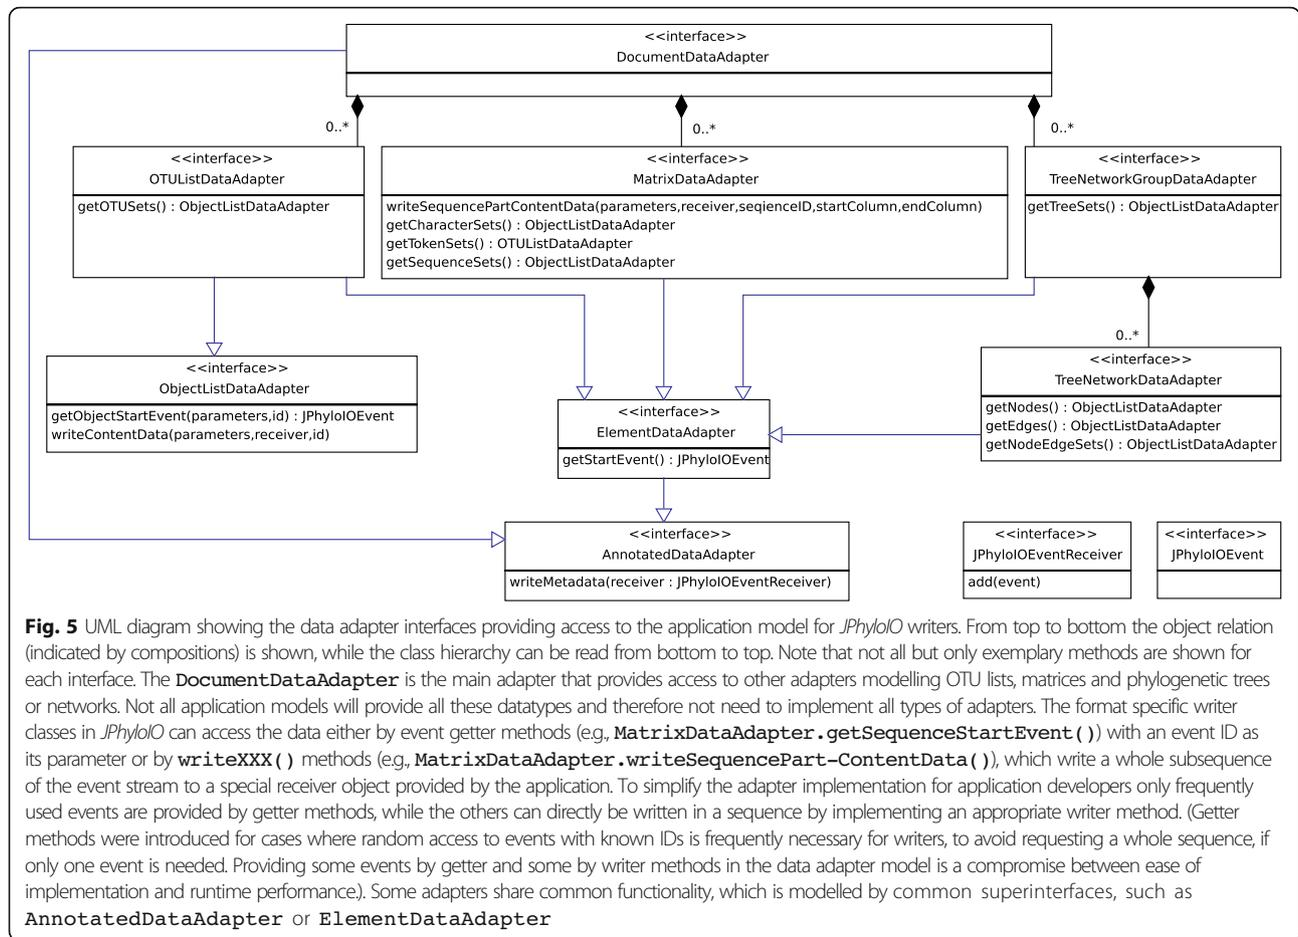 <<interface>>
DocumentDataAdapter
0..*
0..*
0..*
<<interface>>
OTUListDataAdapter
getOTUSets() : ObjectListDataAdapter
<<interface>>
MatrixDataAdapter
writeSequencePartContentData(parameters,receiver,seqienceID,startColumn,endColumn)
getCharacterSets() : ObjectListDataAdapter
getTokenSets() : OTUListDataAdapter
getSequenceSets() : ObjectListDataAdapter
<<interface>>
TreeNetworkGroupDataAdapter
getTreeSets() : ObjectListDataAdapter
0..*
<<interface>>
ObjectListDataAdapter
getObjectStartEvent(parameters,id) : JPhyloIOEvent
writeContentData(parameters,receiver,id)
<<interface>>
ElementDataAdapter
getStartEvent() : JPhyloIOEvent
<<interface>>
TreeNetworkDataAdapter
getNodes() : ObjectListDataAdapter
getEdges() : ObjectListDataAdapter
getNodeEdgeSets() : ObjectListDataAdapter
<<interface>>
AnnotatedDataAdapter
writeMetadata(receiver : JPhyloIOEventReceiver)
<<interface>>
JPhyloIOEventReceiver
add(event)
<<interface>>
JPhyloIOEvent
Fig. 5 UML diagram showing the data adapter interfaces providing access to the application model for JPhyloIO writers. From top to bottom the object relation
(indicated by compositions) is shown, while the class hierarchy can be read from bottom to top. Note that not all but only exemplary methods are shown for
each interface. The DocumentDataAdapter is the main adapter that provides access to other adapters modelling OTU lists, matrices and phylogenetic trees
or networks. Not all application models will provide all these datatypes and therefore not need to implement all types of adapters. The format specific writer
classes in JPhyloIO can access the data either by event getter methods (e.g., MatrixDataAdapter.getSequenceStartEvent()) with an event ID as
its parameter or by writeXXX() methods (e.g., MatrixDataAdapter.writeSequencePart-ContentData()), which write a whole subsequence
of the event stream to a special receiver object provided by the application. To simplify the adapter implementation for application developers only frequently
used events are provided by getter methods, while the others can directly be written in a sequence by implementing an appropriate writer method. (Getter
methods were introduced for cases where random access to events with known IDs is frequently necessary for writers, to avoid requesting a whole sequence, if
only one event is needed. Providing some events by getter and some by writer methods in the data adapter model is a compromise between ease of
implementation and runtime performance.). Some adapters share common functionality, which is modelled by common superinterfaces, such as
AnnotatedDataAdapter or ElementDataAdapter